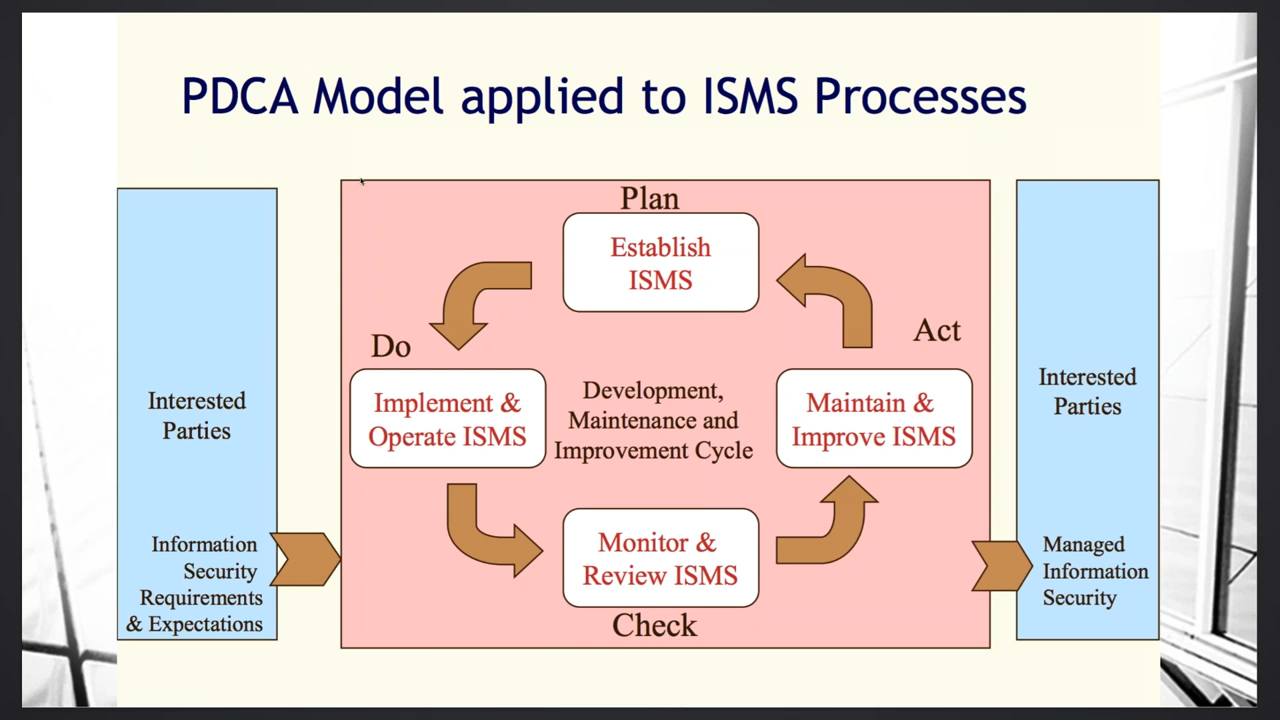 PDCA Model applied to ISMS Processes
Plan
Establish
ISMS
Do
Act
Implement &
Operate ISMS
Development,
Maintenance and
Improvement Cycle
Maintain &
Improve ISMS
Monitor &
Review ISMS
Check
Interested
Parties
Information
Security
Requirements
& Expectations
Interested
Parties
Managed
Information
Security